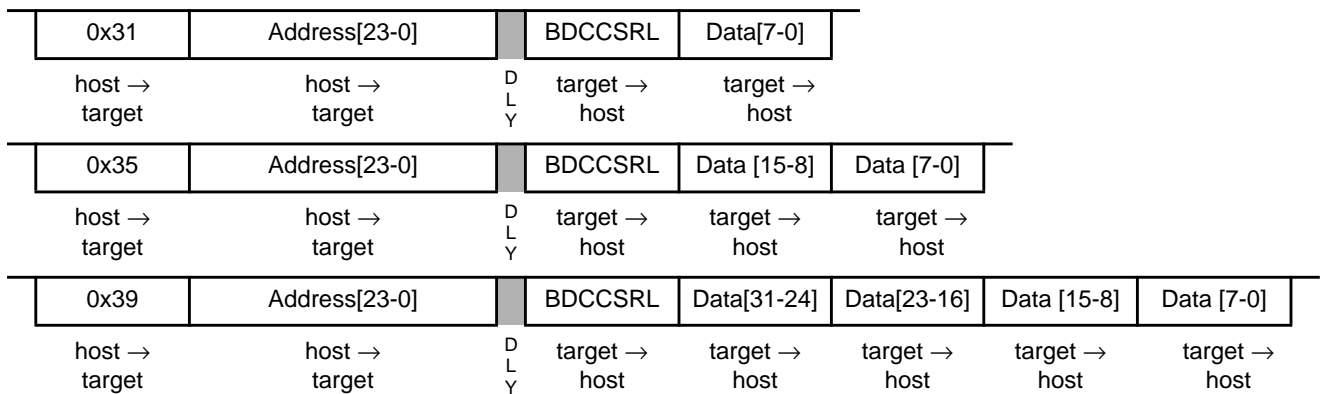 0x31 Address[23-0] BDCCSRL Data[7-0]
host → host → D L Y target → target →
target target host host
0x35 Address[23-0] BDCCSRL Data [15-8] Data [7-0]
host → host → D L Y target → target → target →
target target host host host
0x39 Address[23-0] BDCCSRL Data[31-24] Data[23-16] Data [15-8] Data [7-0]
host → host → D L Y target → target → target → target → target →
target target host host host host host